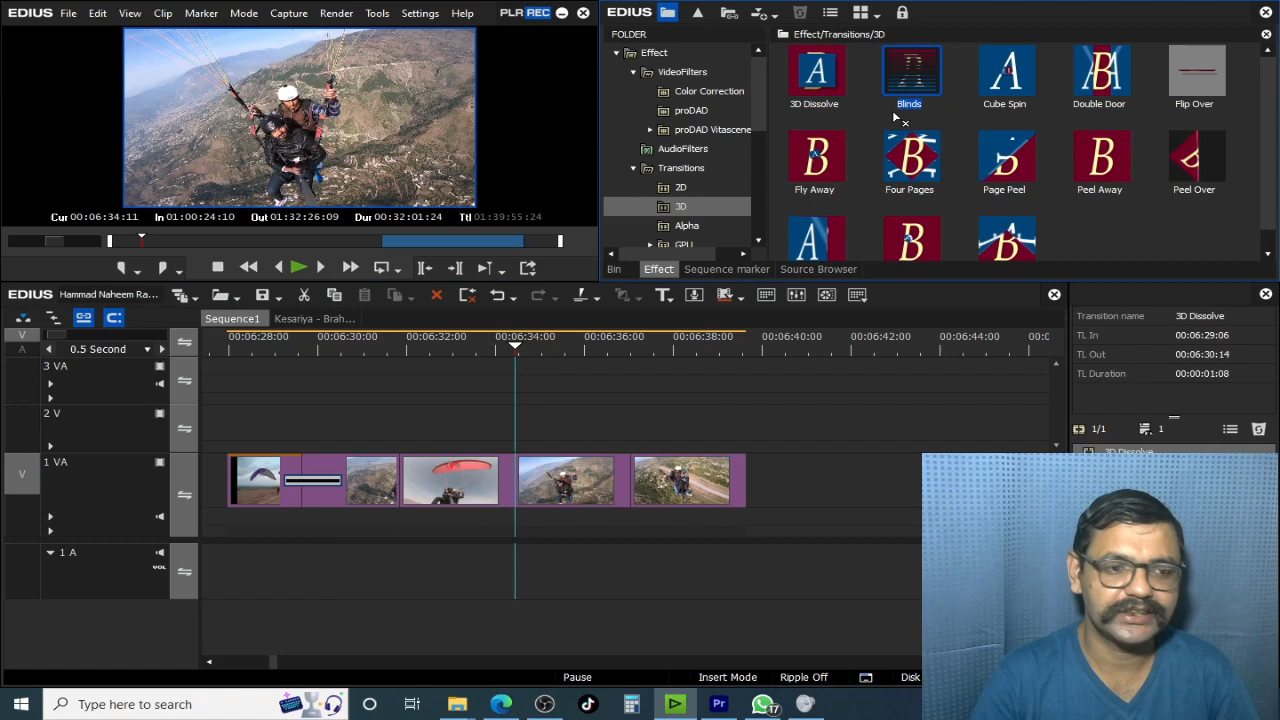 File Edit View Clip Marker Mode Capture Render Tools Settings Help PLR REC
EDIUS
FOLDER
Effect/Transitions/3D
Effect
VideoFilters
Color Correction
proDAD
proDAD Vitascene
AudioFilters
Transitions
2D
3D
Alpha
GPU
3D Dissolve
Blinds
Cube Spin
Double Door
Flip Over
Fly Away
Four Pages
Page Peel
Peel Away
Peel Over
Cur 00:06:34:11 In 01:00:24:10 Out 01:32:26:09 Dur 00:32:01:24 Ttl 01:39:55:24
Bin Effect Sequence marker Source Browser
EDIUS Hammad Naheem Ra...
Sequence1 Kesariya - Brah...
V
A
0.5 Second
00:06:28:00 00:06:30:00 00:06:32:00 00:06:34:00 00:06:36:00 00:06:38:00 00:06:40:00 00:06:42:00 00:06:44:00
3 VA
2 V
V
1 VA
1 A
VOL
Transition name 3D Dissolve
TL In 00:06:29:06
TL Out 00:06:30:14
TL Duration 00:00:01:08
1/1 1
3D Dissolve
Pause Insert Mode Ripple Off Disk
Type here to search
Pr
17